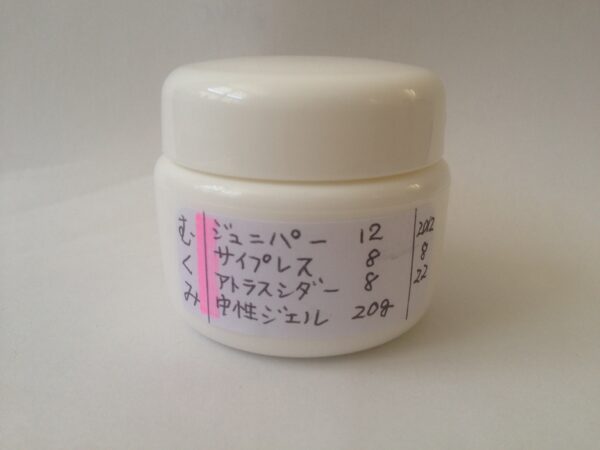 むくみ
ジュニパー 12
サイプレス 8
アトラスシダー 8
中性ジェル 20g
2012
8
22